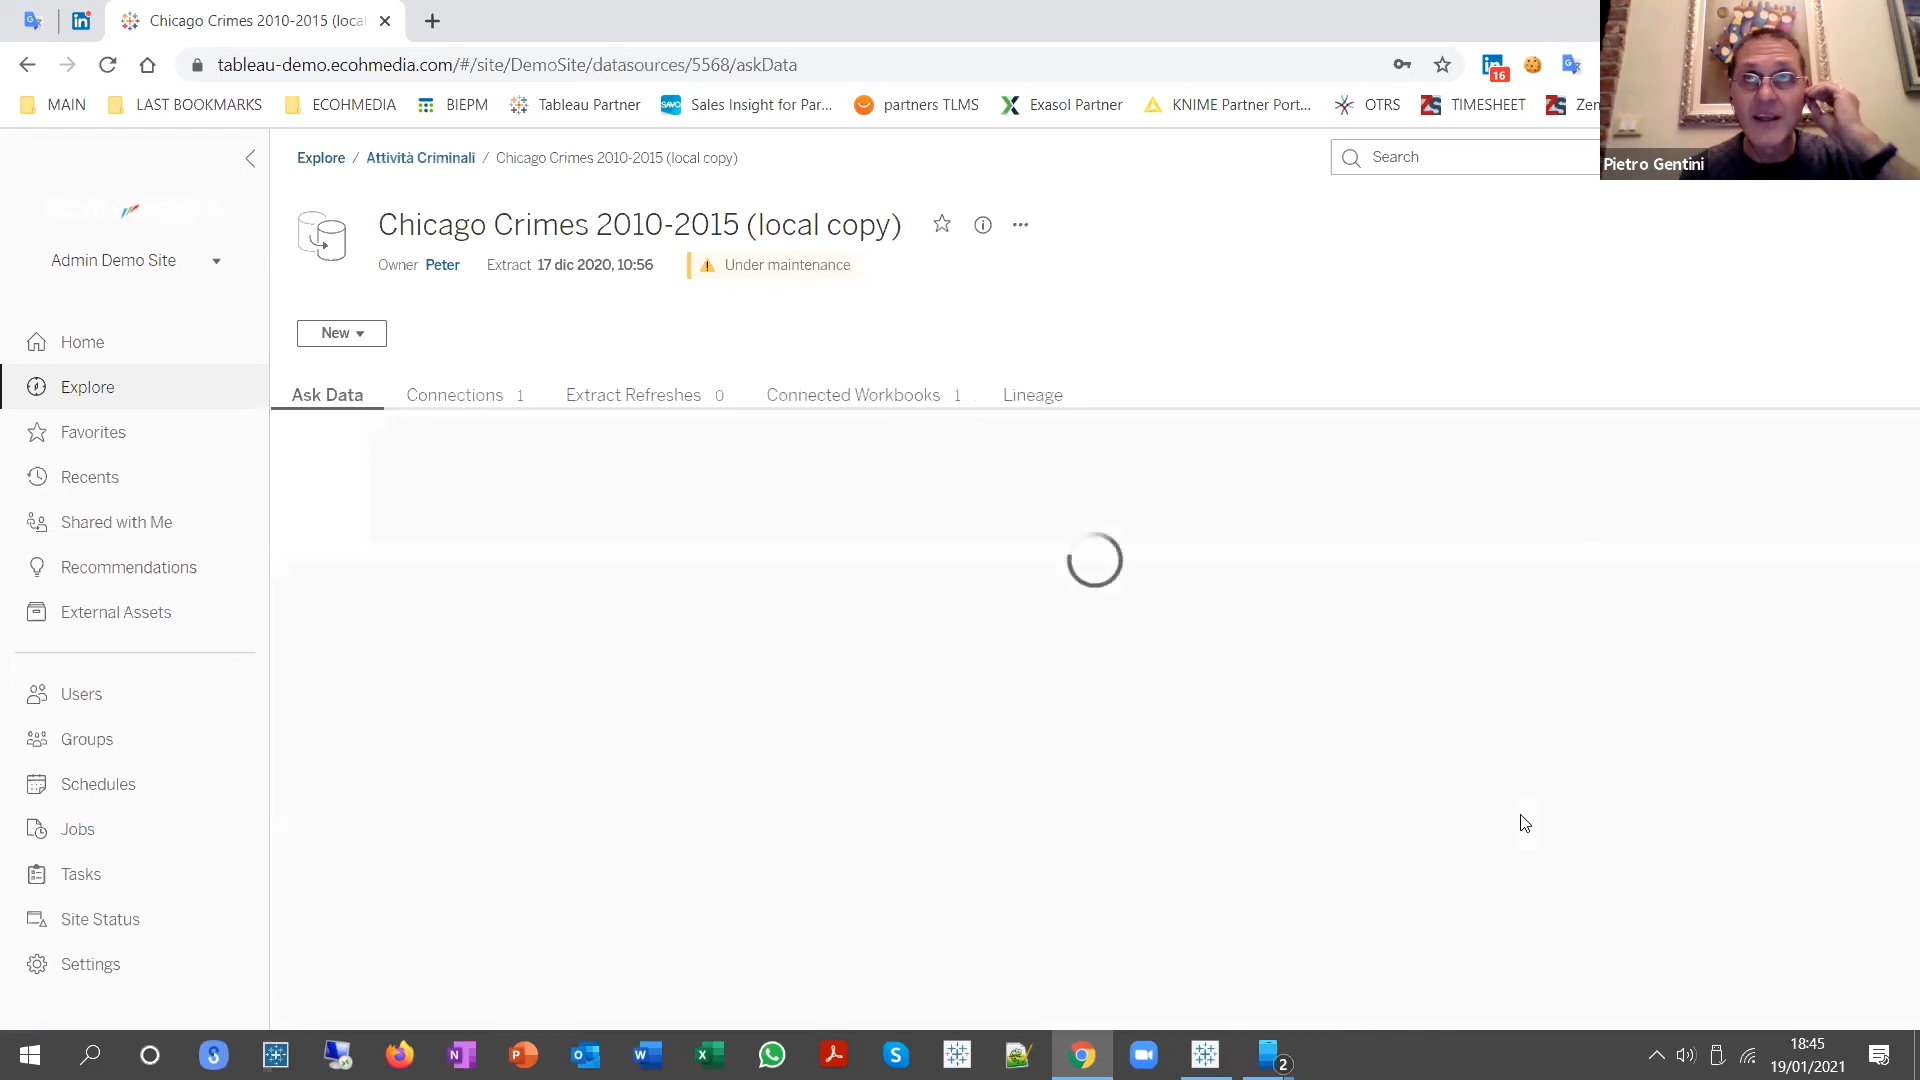 Chicago Crimes 2010-2015 (loca
tableau-demo.ecohmedia.com/#/site/DemoSite/datasources/5568/askData
16
MAIN
LAST BOOKMARKS
ECOHMEDIA
BIEPM
Tableau Partner
Sales Insight for Par...
partners TLMS
Exasol Partner
KNIME Partner Port...
OTRS
TIMESHEET
Zen
Pietro Gentini
Explore / Attività Criminali / Chicago Crimes 2010-2015 (local copy)
Search
Chicago Crimes 2010-2015 (local copy)
Owner Peter Extract 17 dic 2020, 10:56 Under maintenance
Admin Demo Site
New
Home
Explore
Favorites
Recents
Shared with Me
Recommendations
External Assets
Users
Groups
Schedules
Jobs
Tasks
Site Status
Settings
Ask Data Connections 1 Extract Refreshes 0 Connected Workbooks 1 Lineage
2
18:45
19/01/2021